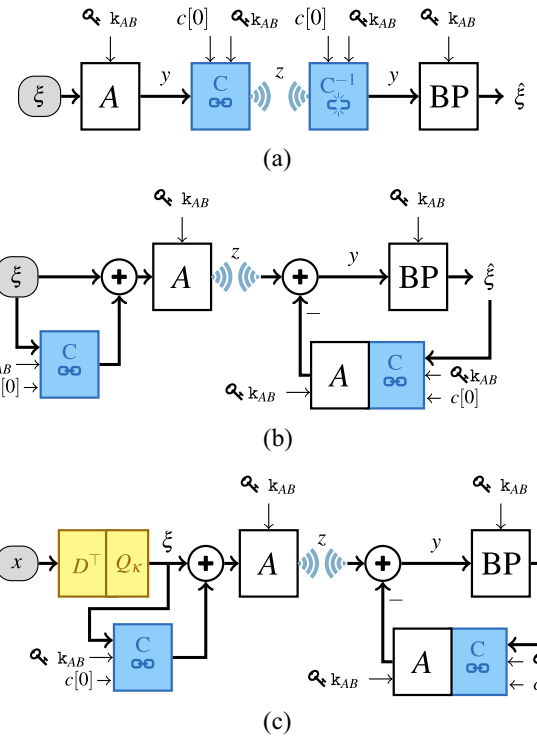 k_AB c[0] k_AB c[0] k_AB k_AB
ξ A y C z C⁻¹ y BP ξ̂
(a)
k_AB k_AB
ξ + A z + y BP ξ̂
−
C A C
AB k_AB k_AB
[0] c[0]
(b)
k_AB k_AB
x D⊤ Q_κ ξ + A z + y BP
−
C A C
k_AB k_AB
c[0]
(c)